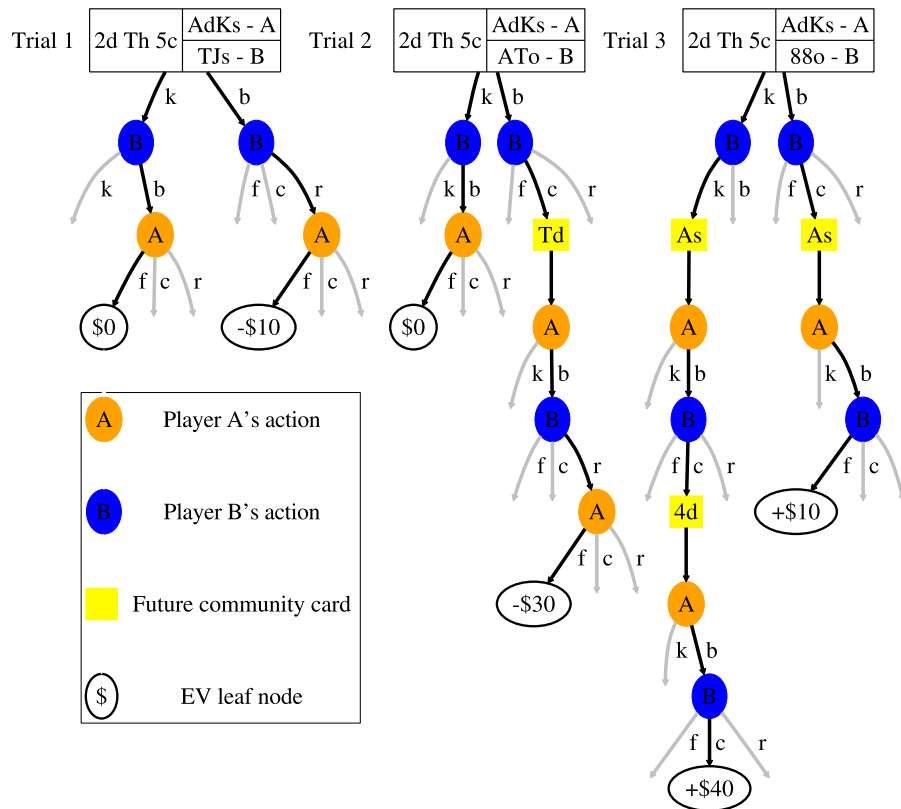 Trial 1
2d Th 5c
AdKs - A
TJs - B
Trial 2
2d Th 5c
AdKs - A
ATo - B
Trial 3
2d Th 5c
AdKs - A
88o - B
k b k b k b
B B B B B B
k b f c r k b f c r k b f c r
A A A Td As As
f c r f c r f c r
$0 -$10 $0 A A A
k b k b k b
B B B
f c r f c r f c r
A 4d +$10
f c r
-$30 A
k b
B
f c r
+$40
A Player A's action
B Player B's action
Future community card
$ EV leaf node